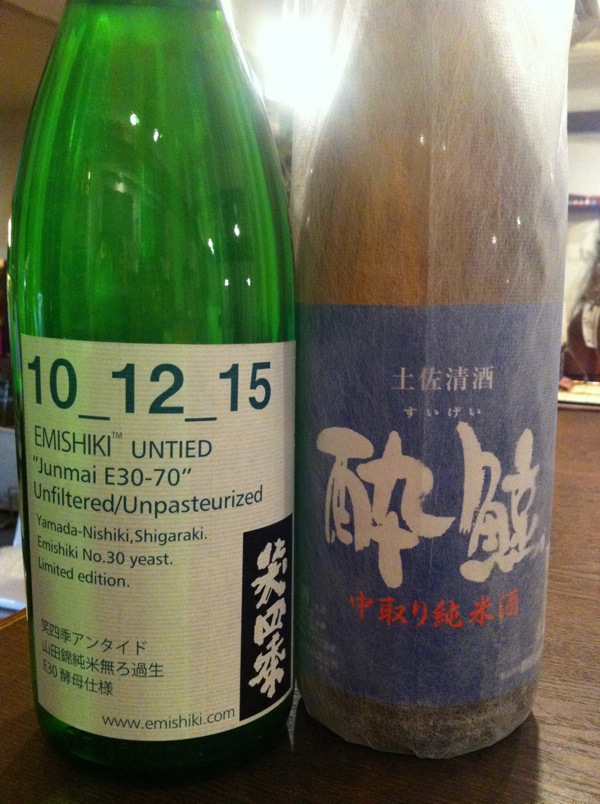 10_12_15
EMISHIKI™ UNTIED
"Junmai E30-70"
Unfiltered/Unpasteurized
Yamada-Nishiki,Shigaraki.
Emishiki No.30 yeast.
Limited edition.
笑四季
笑四季アンタイド
山田錦純米無ろ過生
E30酵母仕様
www.emishiki.com
土佐清酒
すいげい
酔鯨
中取り純米酒